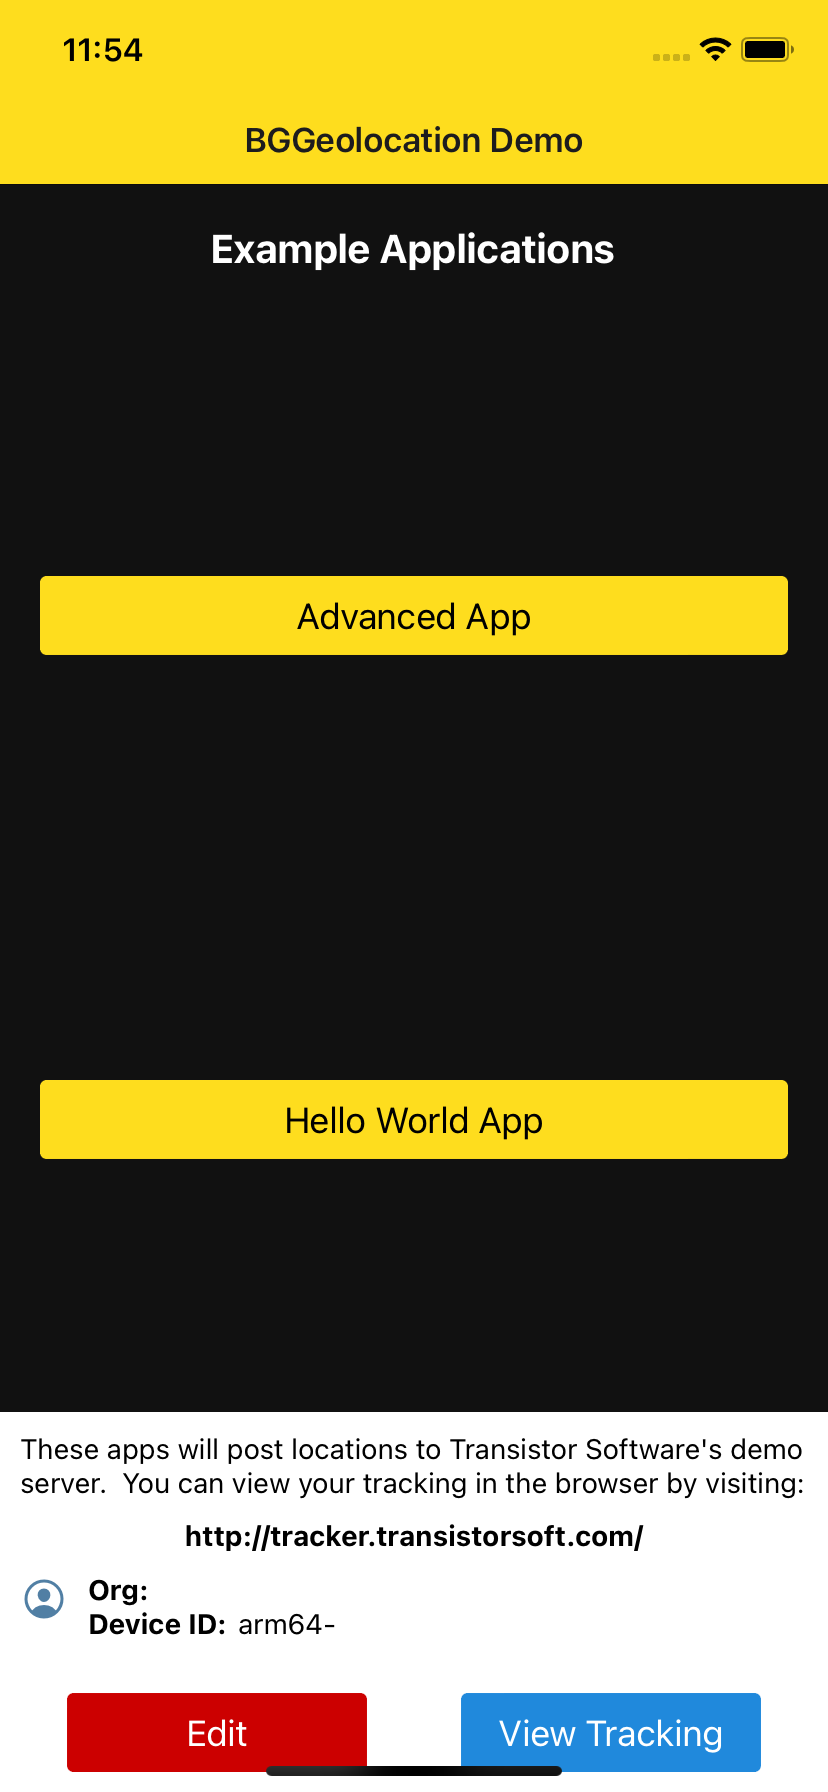 11:54
BGGeolocation Demo
Example Applications
Advanced App
Hello World App
These apps will post locations to Transistor Software's demo
server.  You can view your tracking in the browser by visiting:
http://tracker.transistorsoft.com/
Org:
Device ID: arm64-
Edit
View Tracking